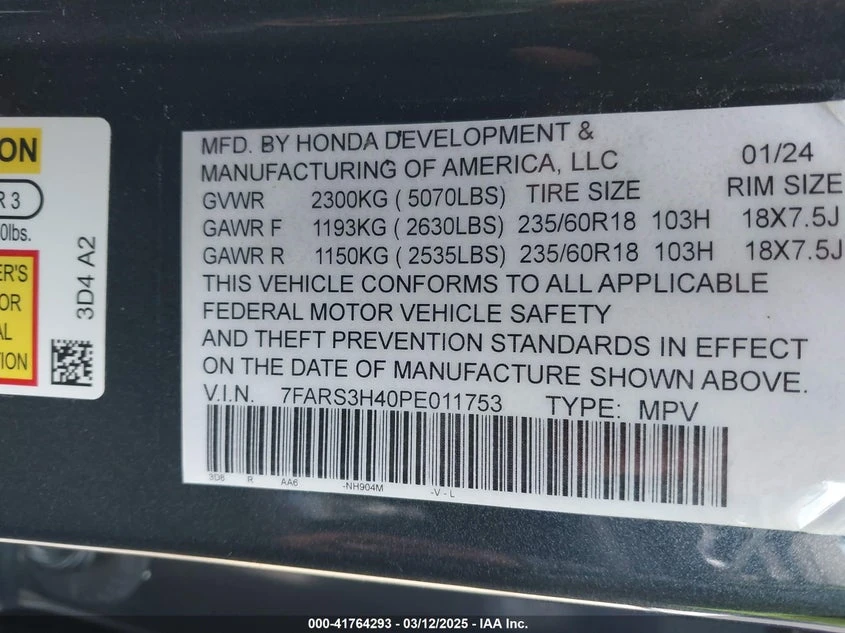 ON
R 3
0lbs.
ER'S
OR
AL
TION
3D4 A2
MFD. BY HONDA DEVELOPMENT &
MANUFACTURING OF AMERICA, LLC 01/24
GVWR 2300KG ( 5070LBS) TIRE SIZE RIM SIZE
GAWR F 1193KG ( 2630LBS) 235/60R18 103H 18X7.5J
GAWR R 1150KG ( 2535LBS) 235/60R18 103H 18X7.5J
THIS VEHICLE CONFORMS TO ALL APPLICABLE
FEDERAL MOTOR VEHICLE SAFETY
AND THEFT PREVENTION STANDARDS IN EFFECT
ON THE DATE OF MANUFACTURE SHOWN ABOVE.
V.I.N. 7FARS3H40PE011753 TYPE: MPV
3D8 R AA6 -NH904M -V - L
000-41764293 - 03/12/2025 - IAA Inc.